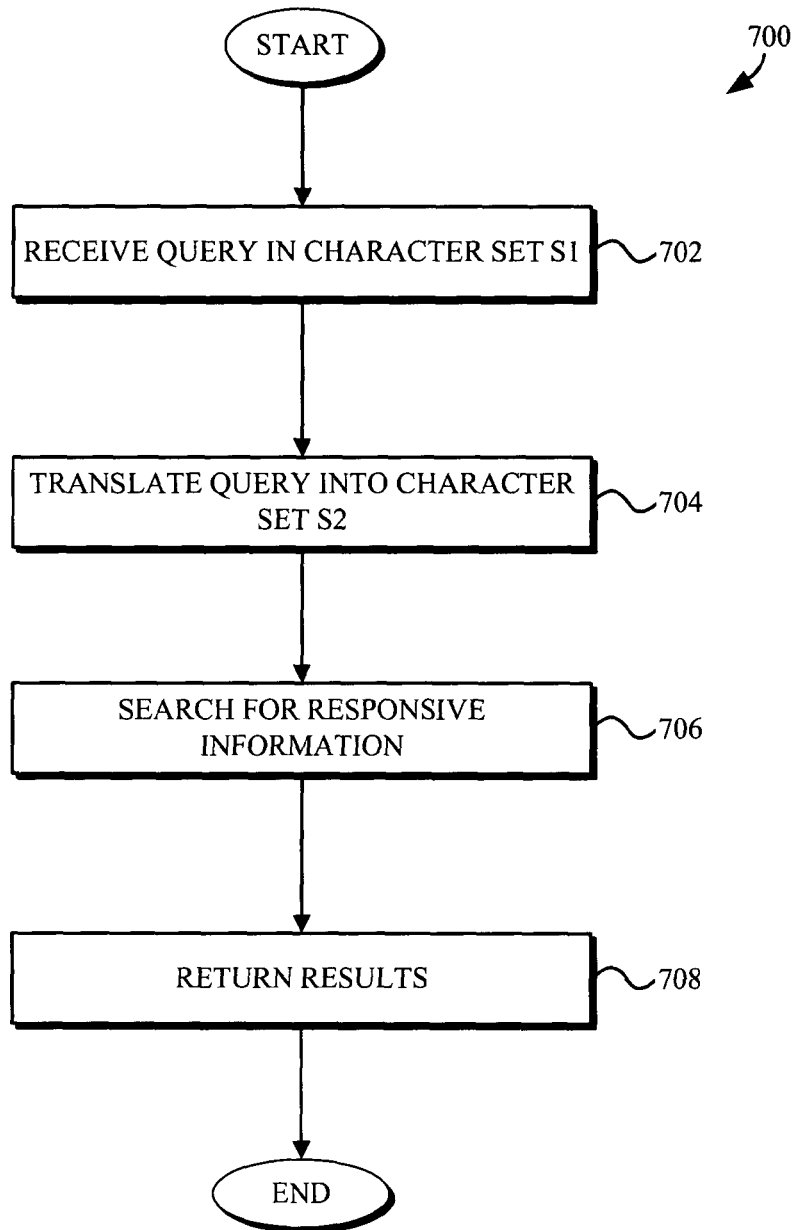 START
700
RECEIVE QUERY IN CHARACTER SET S1
702
TRANSLATE QUERY INTO CHARACTER
SET S2
704
SEARCH FOR RESPONSIVE
INFORMATION
706
RETURN RESULTS
708
END